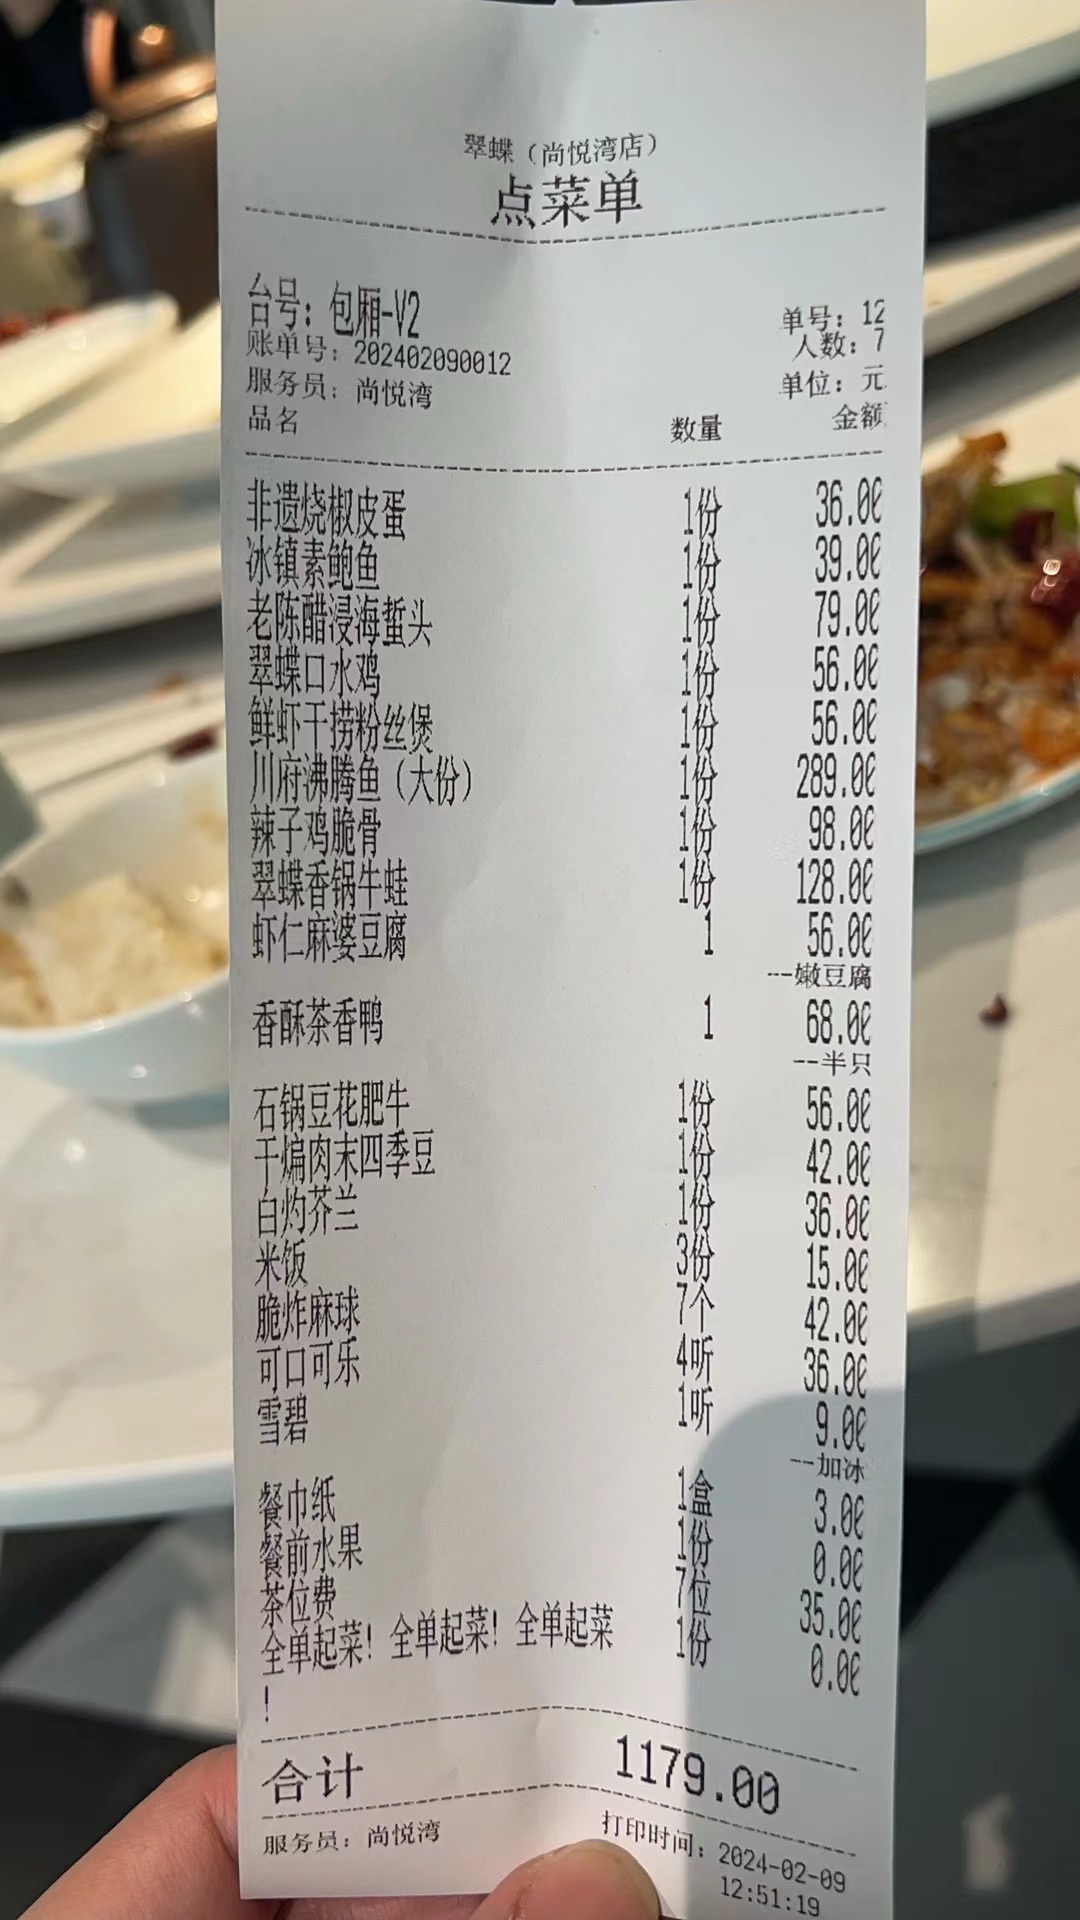 翠蝶（尚悦湾店）
点菜单
台号：包厢-V2
单号：12
账单号：202402090012 人数：7
服务员：尚悦湾 单位：元
品名 数量 金额
非遗烧椒皮蛋 1份 36.00
冰镇素鲍鱼 1份 39.00
老陈醋浸海蜇头 1份 79.00
翠蝶口水鸡 1份 56.00
鲜虾干捞粉丝煲 1份 56.00
川府沸腾鱼（大份） 1份 289.00
辣子鸡脆骨 1份 98.00
翠蝶香锅牛蛙 1份 128.00
虾仁麻婆豆腐 1 56.00
--嫩豆腐
香酥茶香鸭 1 68.00
--半只
石锅豆花肥牛 1份 56.00
干煸肉末四季豆 1份 42.00
白灼芥兰 1份 36.00
米饭 3份 15.00
脆炸麻球 7个 42.00
可口可乐 4听 36.00
雪碧 1听 9.00
--加冰
餐巾纸 1盒 3.00
餐前水果 1份 0.00
茶位费 7位 35.00
全单起菜！全单起菜！全单起菜 1份 0.00
！
合计 1179.00
服务员：尚悦湾 打印时间：2024-02-09
12:51:19